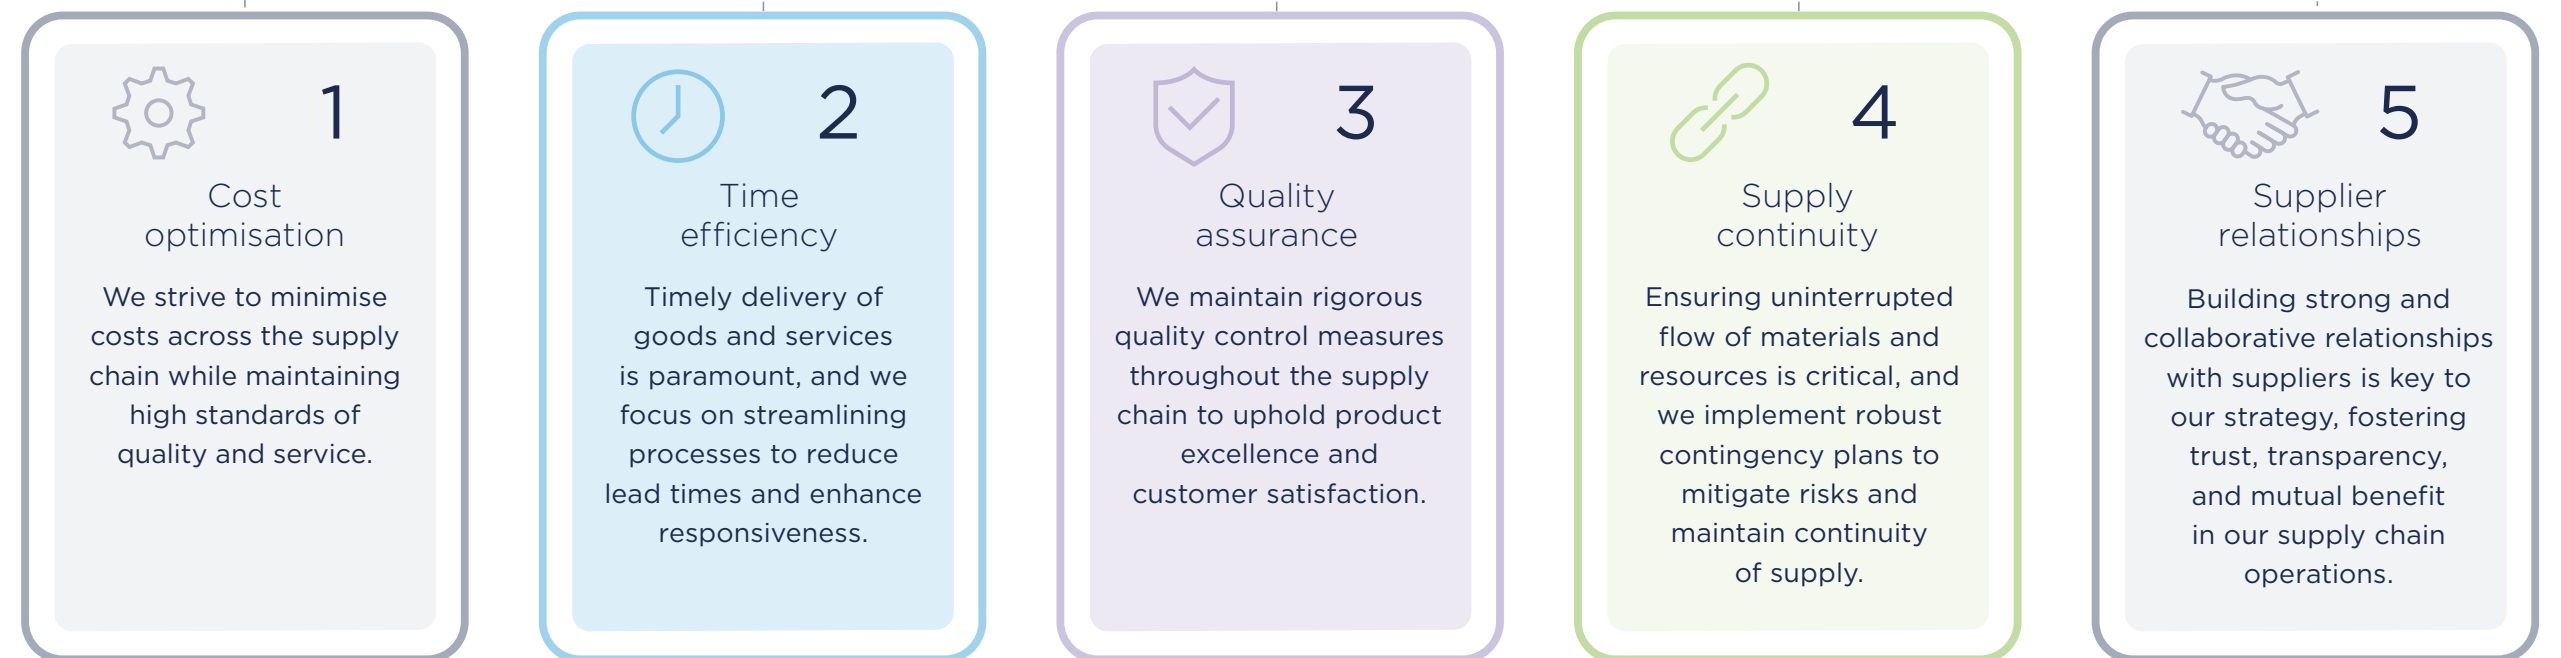 1
Cost
optimisation
We strive to minimise
costs across the supply
chain while maintaining
high standards of
quality and service.
2
Time
efficiency
Timely delivery of
goods and services
is paramount, and we
focus on streamlining
processes to reduce
lead times and enhance
responsiveness.
3
Quality
assurance
We maintain rigorous
quality control measures
throughout the supply
chain to uphold product
excellence and
customer satisfaction.
4
Supply
continuity
Ensuring uninterrupted
flow of materials and
resources is critical, and
we implement robust
contingency plans to
mitigate risks and
maintain continuity
of supply.
5
Supplier
relationships
Building strong and
collaborative relationships
with suppliers is key to
our strategy, fostering
trust, transparency,
and mutual benefit
in our supply chain
operations.